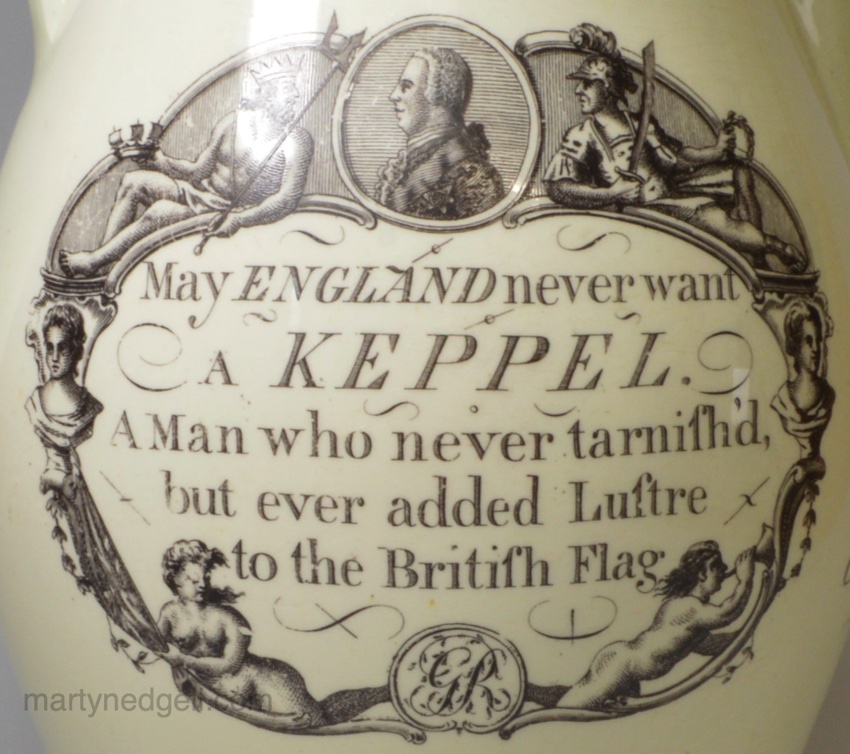 May ENGLAND never want
A KEPPEL.
A Man who never tarniſh'd,
but ever added Luſtre
to the Britiſh Flag
GR
martynedgell.com